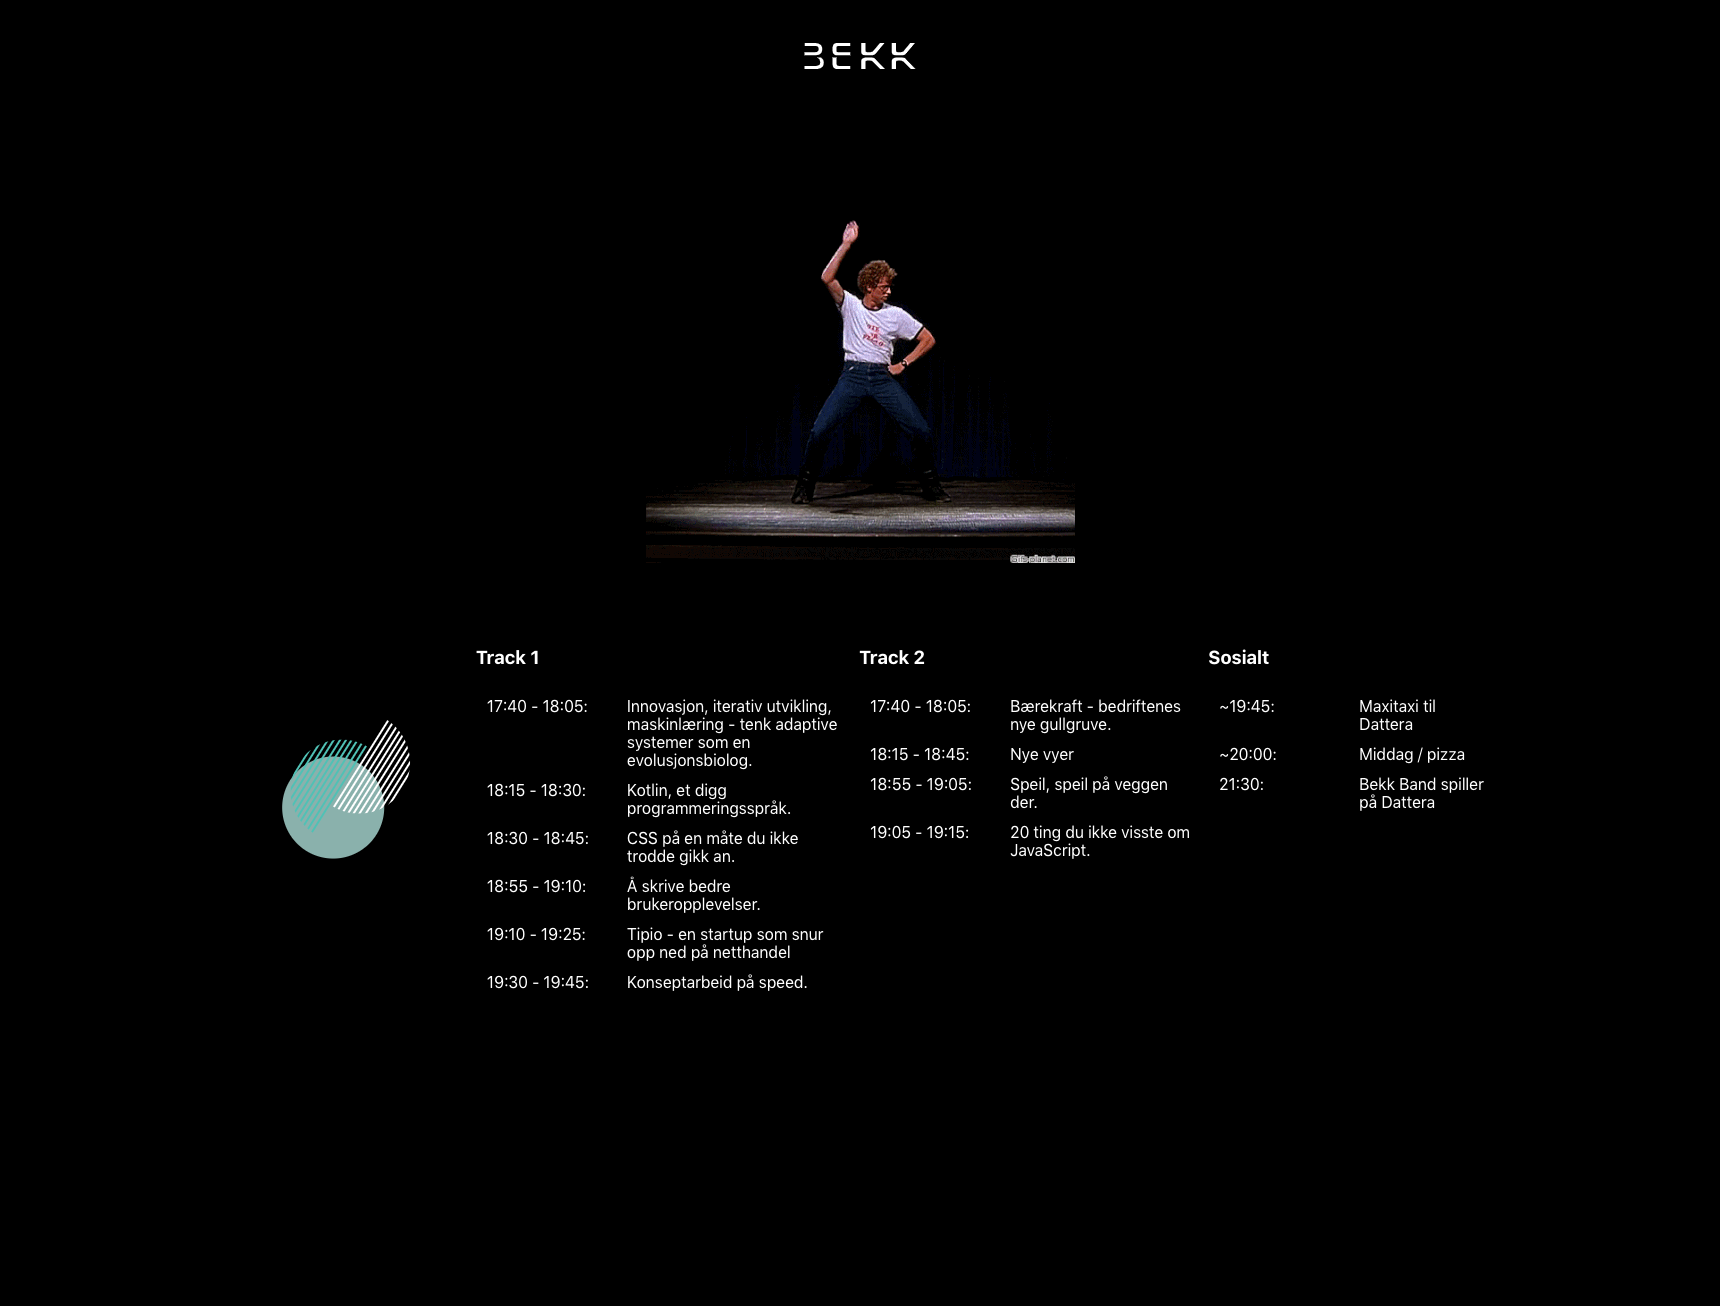 BEKK
Gifs-planet.com
Track 1
17:40 - 18:05:
Innovasjon, iterativ utvikling,
maskinlæring - tenk adaptive
systemer som en
evolusjonsbiolog.
18:15 - 18:30:
Kotlin, et digg
programmeringsspråk.
18:30 - 18:45:
CSS på en måte du ikke
trodde gikk an.
18:55 - 19:10:
Å skrive bedre
brukeropplevelser.
19:10 - 19:25:
Tipio - en startup som snur
opp ned på netthandel
19:30 - 19:45:
Konseptarbeid på speed.
Track 2
17:40 - 18:05:
Bærekraft - bedriftenes
nye gullgruve.
18:15 - 18:45:
Nye vyer
18:55 - 19:05:
Speil, speil på veggen
der.
19:05 - 19:15:
20 ting du ikke visste om
JavaScript.
Sosialt
~19:45:
Maxitaxi til
Dattera
~20:00:
Middag / pizza
21:30:
Bekk Band spiller
på Dattera